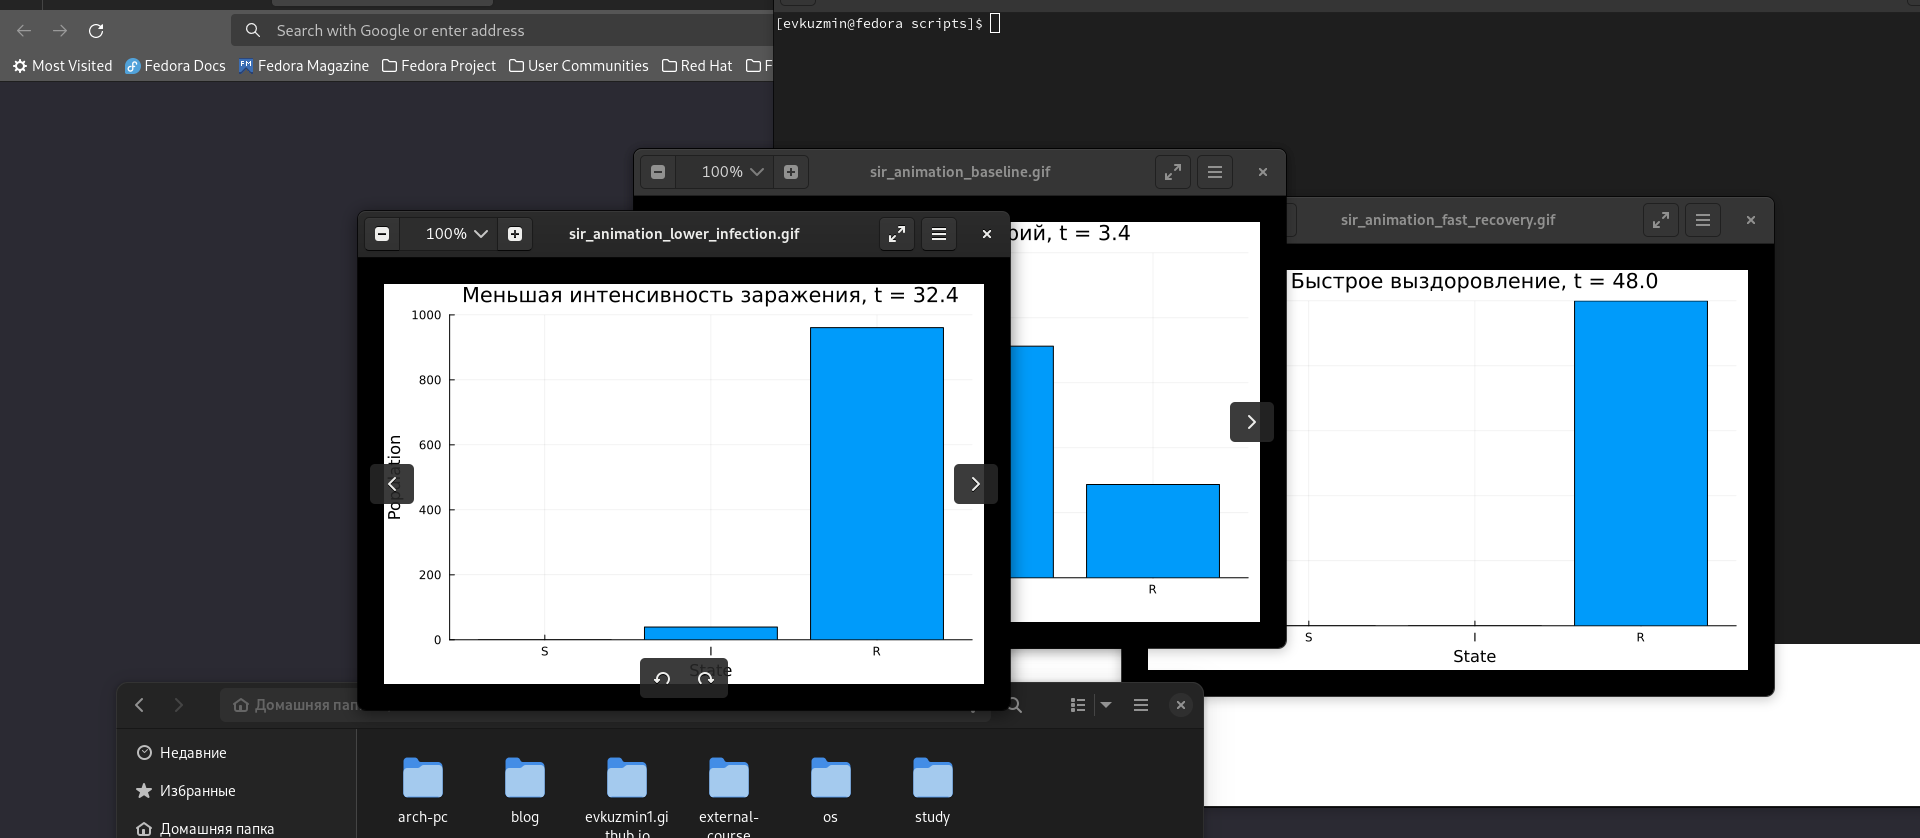 Search with Google or enter address
Most Visited Fedora Docs Fedora Magazine Fedora Project User Communities Red Hat F
[evkuzmin@fedora scripts]$
100% sir_animation_baseline.gif
sir_animation_fast_recovery.gif
100% sir_animation_lower_infection.gif
рий, t = 3.4
R
Быстрое выздоровление, t = 48.0
S I R
State
Меньшая интенсивность заражения, t = 32.4
1000
800
600
400
200
0
Population
S I R
State
Домашняя пап
Недавние
Избранные
Домашняя папка
arch-pc
blog
evkuzmin1.gi
thub.io
external-
course
os
study